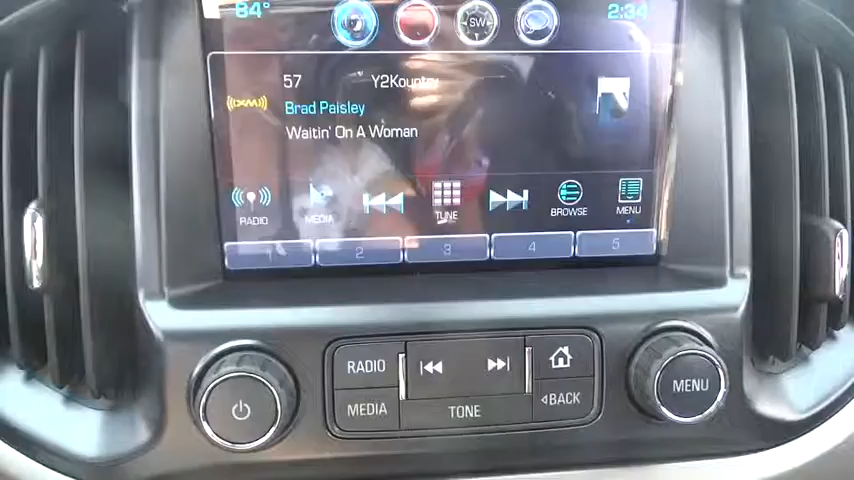 84°
SW
2:34
57 Y2Kountry
((XM))
Brad Paisley
Waitin' On A Woman
RADIO MEDIA TUNE BROWSE MENU
1 2 3 4 5
RADIO
MEDIA
TONE
BACK
MENU